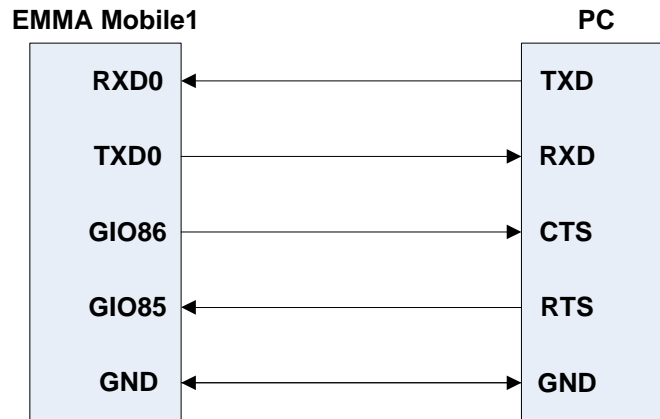 EMMA Mobile1 PC
RXD0 TXD
TXD0 RXD
GIO86 CTS
GIO85 RTS
GND GND